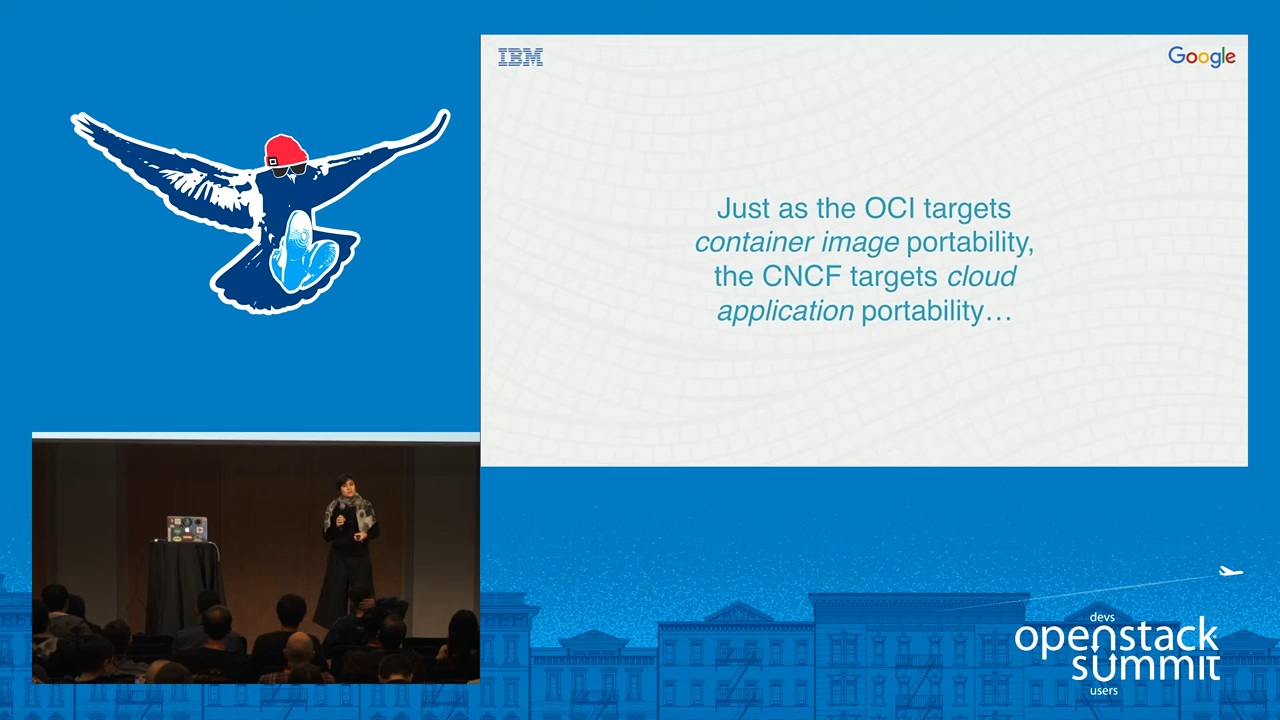 IBM
Google
Just as the OCI targets
container image portability,
the CNCF targets cloud
application portability…
devs
openstack
summit
users